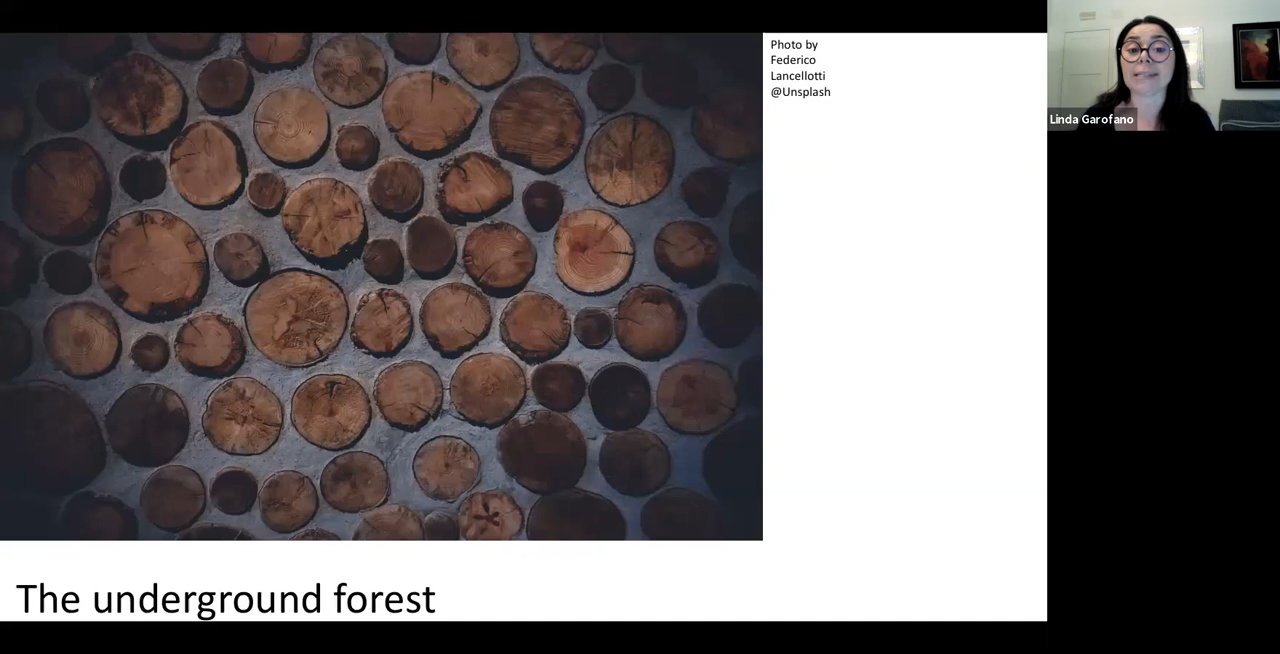 Photo by
Federico
Lancellotti
@Unsplash
Linda Garofano
The underground forest